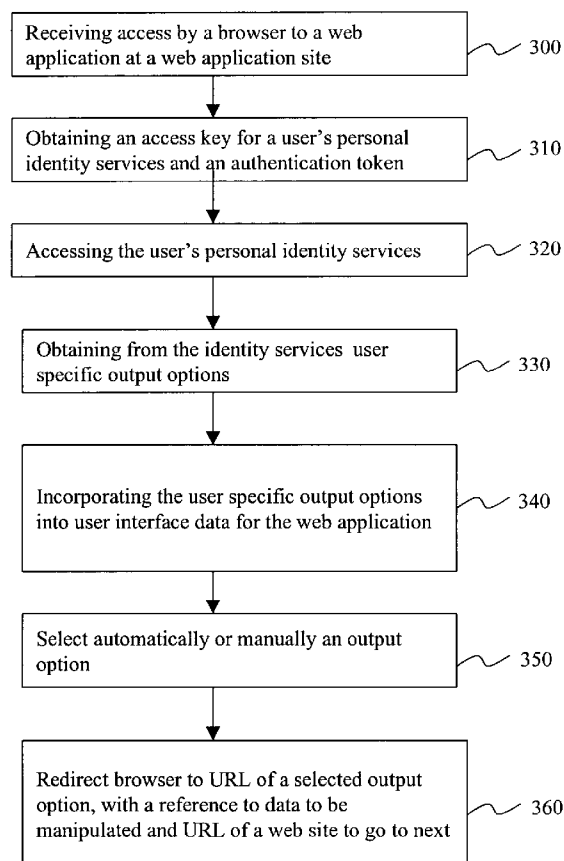 Receiving access by a browser to a web
application at a web application site
300
Obtaining an access key for a user's personal
identity services and an authentication token
310
Accessing the user's personal identity services
320
Obtaining from the identity services user
specific output options
330
Incorporating the user specific output options
into user interface data for the web application
340
Select automatically or manually an output
option
350
Redirect browser to URL of a selected output
option, with a reference to data to be
manipulated and URL of a web site to go to next
360